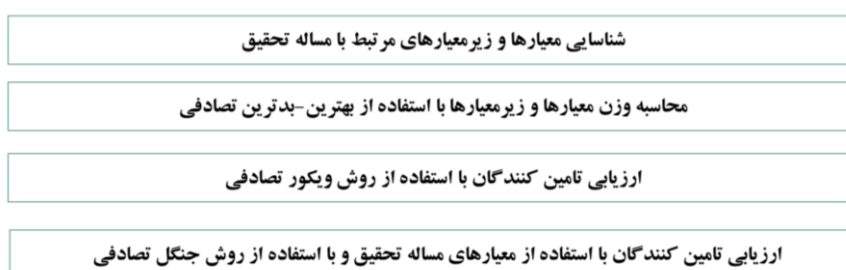 شناسایی معیارها و زیرمعیارهای مرتبط با مساله تحقیق
محاسبه وزن معیارها و زیرمعیارها با استفاده از بهترین-بدترین تصادفی
ارزیابی تامین کنندگان با استفاده از روش ویکور تصادفی
ارزیابی تامین کنندگان با استفاده از معیارهای مساله تحقیق و با استفاده از روش جنگل تصادفی